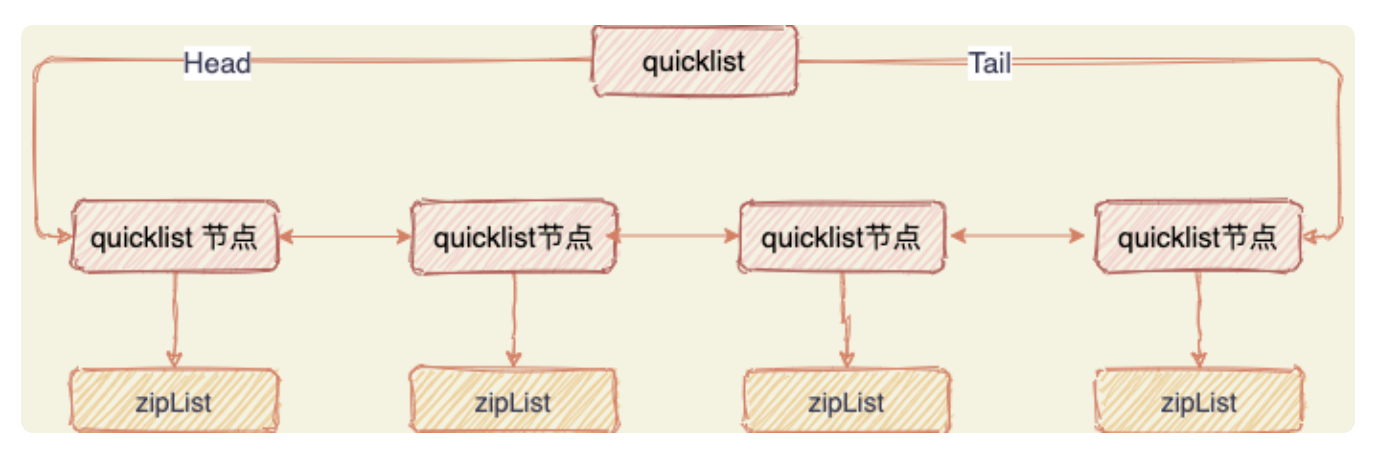 quicklist
Head
Tail
quicklist 节点
quicklist节点
quicklist节点
quicklist节点
zipList
zipList
zipList
zipList